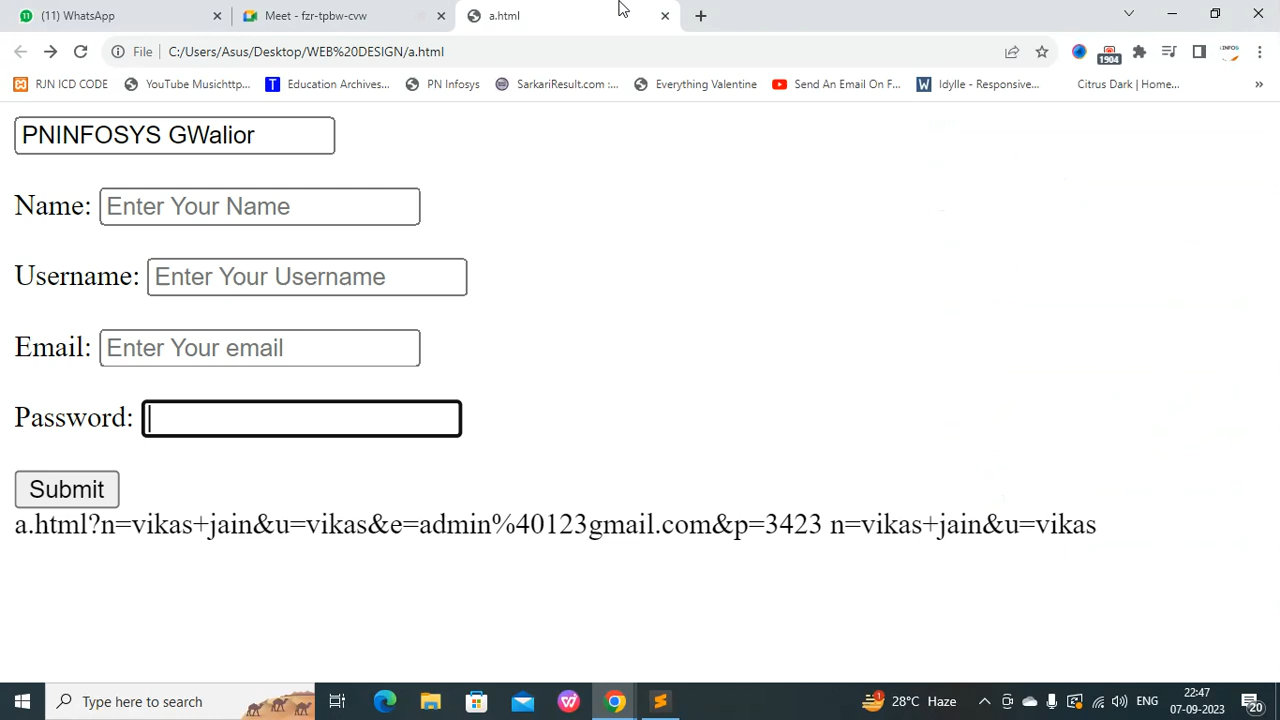 (11) WhatsApp
Meet - fzr-tpbw-cvw
a.html
File
C:/Users/Asus/Desktop/WEB%20DESIGN/a.html
1904
RJN ICD CODE
YouTube Musichttp...
Education Archives...
PN Infosys
SarkariResult.com :...
Everything Valentine
Send An Email On F...
Idylle - Responsive...
Citrus Dark | Home...
»
PNINFOSYS GWalior
Name: Enter Your Name
Username: Enter Your Username
Email: Enter Your email
Password:
Submit
a.html?n=vikas+jain&u=vikas&e=admin%40123gmail.com&p=3423 n=vikas+jain&u=vikas
Type here to search
1
28°C Haze
ENG
22:47
07-09-2023
20